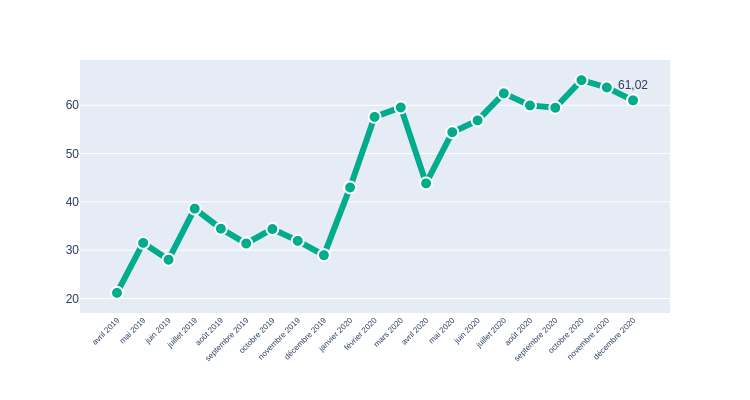 61,02
60
50
40
30
20
avril 2019
mai 2019
juin 2019
juillet 2019
août 2019
septembre 2019
octobre 2019
novembre 2019
décembre 2019
janvier 2020
février 2020
mars 2020
avril 2020
mai 2020
juin 2020
juillet 2020
août 2020
septembre 2020
octobre 2020
novembre 2020
décembre 2020